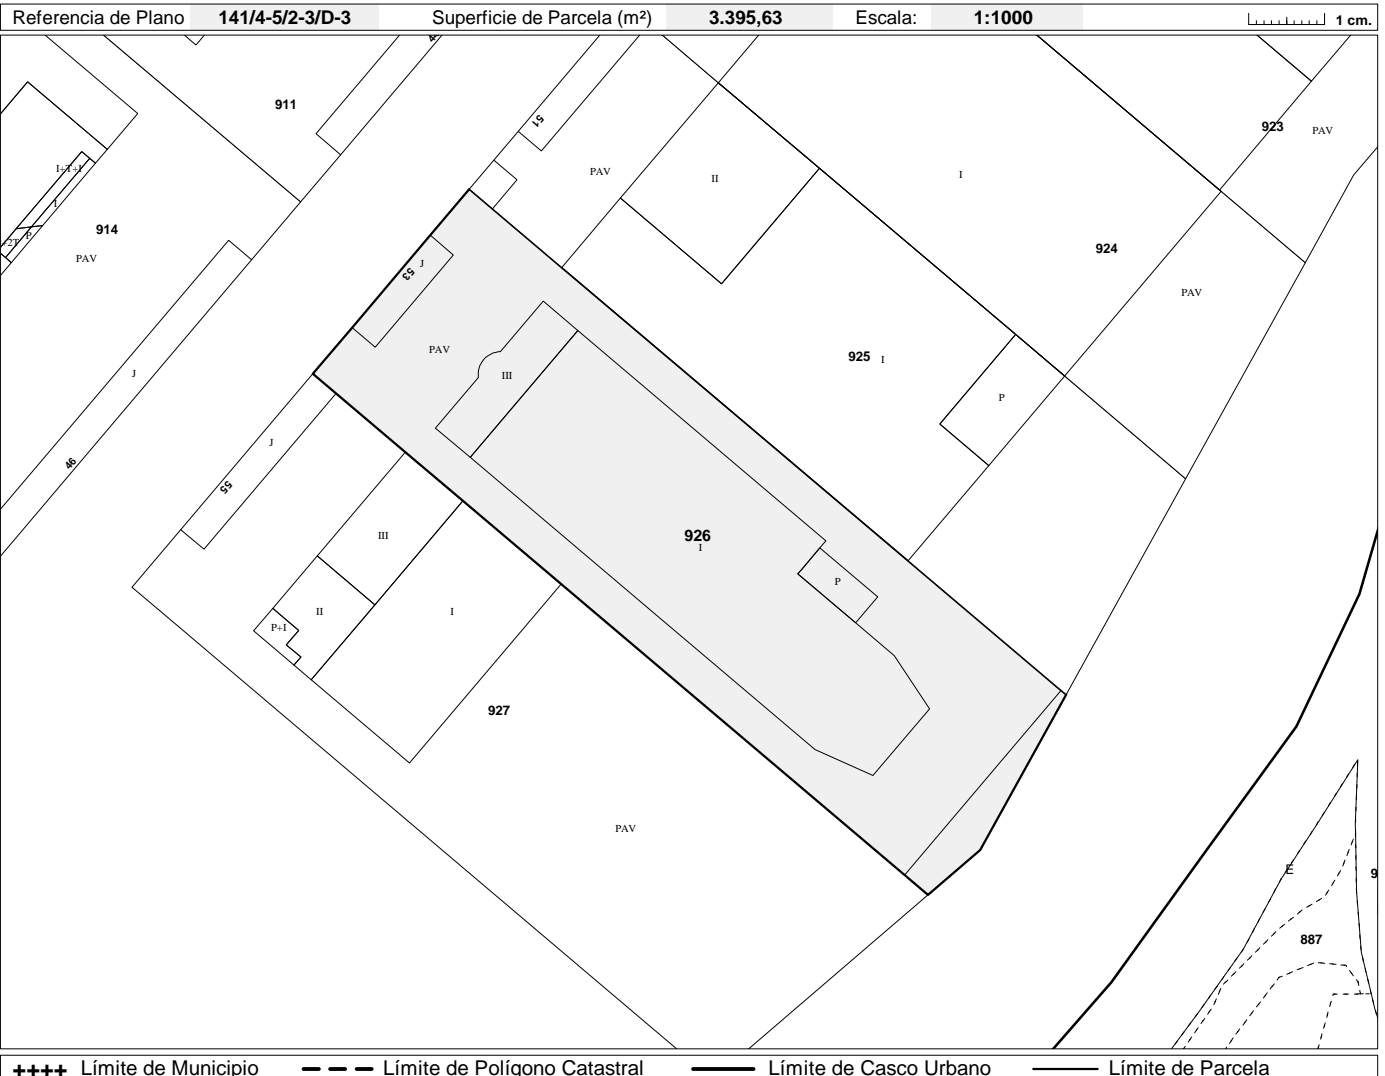 Referencia de Plano 141/4-5/2-3/D-3 Superficie de Parcela (m²) 3.395,63 Escala: 1:1000 1 cm.
911
51
923
PAV
PAV
II
I
I+T+I
I
914
P
+2T
PAV
924
J
53
PAV
PAV
925
I
J
III
P
J
46
55
926
I
III
P
II
I
P+I
927
PAV
E
9
887
++++ Límite de Municipio
Límite de Polígono Catastral
Límite de Casco Urbano
Límite de Parcela